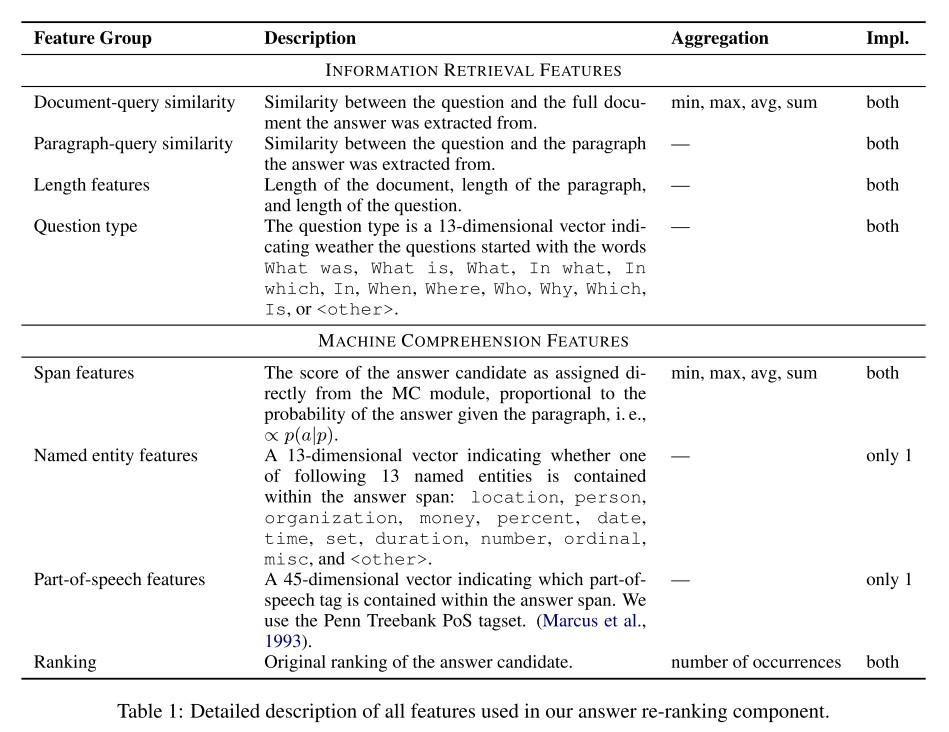 Feature Group Description Aggregation Impl.
INFORMATION RETRIEVAL FEATURES
Document-query similarity Similarity between the question and the full docu- min, max, avg, sum both
ment the answer was extracted from.
Paragraph-query similarity Similarity between the question and the paragraph — both
the answer was extracted from.
Length features Length of the document, length of the paragraph, — both
and length of the question.
Question type The question type is a 13-dimensional vector indi- — both
cating weather the questions started with the words
What was, What is, What, In what, In
which, In, When, Where, Who, Why, Which,
Is, or <other>.
MACHINE COMPREHENSION FEATURES
Span features The score of the answer candidate as assigned di- min, max, avg, sum both
rectly from the MC module, proportional to the
probability of the answer given the paragraph, i. e.,
∝ p(a|p).
Named entity features A 13-dimensional vector indicating whether one — only 1
of following 13 named entities is contained
within the answer span: location, person,
organization, money, percent, date,
time, set, duration, number, ordinal,
misc, and <other>.
Part-of-speech features A 45-dimensional vector indicating which part-of- — only 1
speech tag is contained within the answer span. We
use the Penn Treebank PoS tagset. (Marcus et al.,
1993).
Ranking Original ranking of the answer candidate. number of occurrences both
Table 1: Detailed description of all features used in our answer re-ranking component.